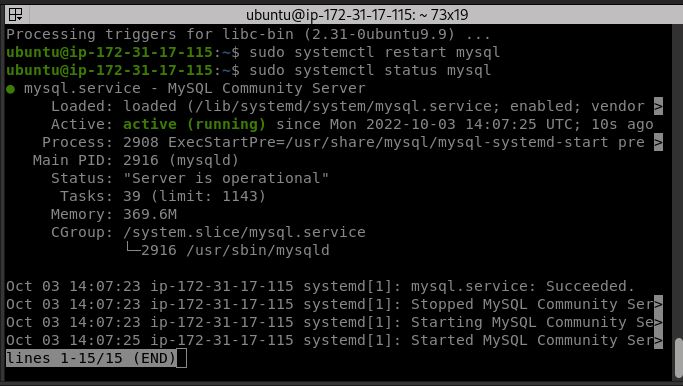 ubuntu@ip-172-31-17-115: ~ 73x19
Processing triggers for libc-bin (2.31-0ubuntu9.9) ...
ubuntu@ip-172-31-17-115:~$ sudo systemctl restart mysql
ubuntu@ip-172-31-17-115:~$ sudo systemctl status mysql
● mysql.service - MySQL Community Server
     Loaded: loaded (/lib/systemd/system/mysql.service; enabled; vendor >
     Active: active (running) since Mon 2022-10-03 14:07:25 UTC; 10s ago
    Process: 2908 ExecStartPre=/usr/share/mysql/mysql-systemd-start pre >
   Main PID: 2916 (mysqld)
     Status: "Server is operational"
      Tasks: 39 (limit: 1143)
     Memory: 369.6M
     CGroup: /system.slice/mysql.service
             └─2916 /usr/sbin/mysqld
Oct 03 14:07:23 ip-172-31-17-115 systemd[1]: mysql.service: Succeeded.
Oct 03 14:07:23 ip-172-31-17-115 systemd[1]: Stopped MySQL Community Ser>
Oct 03 14:07:23 ip-172-31-17-115 systemd[1]: Starting MySQL Community Se>
Oct 03 14:07:25 ip-172-31-17-115 systemd[1]: Started MySQL Community Ser>
lines 1-15/15 (END)